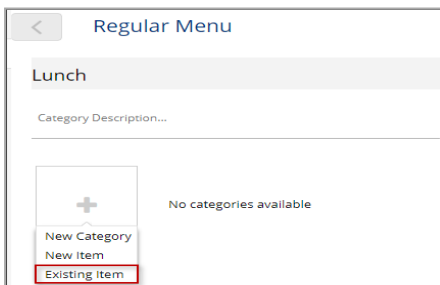 Regular Menu
Lunch
Category Description...
No categories available
New Category
New Item
Existing Item